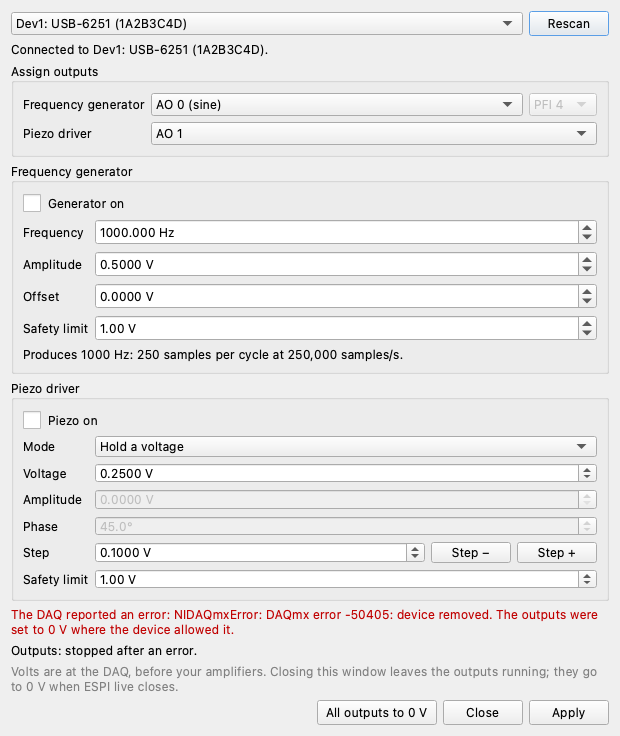 Dev1: USB-6251 (1A2B3C4D)
Rescan
Connected to Dev1: USB-6251 (1A2B3C4D).
Assign outputs
Frequency generator AO 0 (sine) PFI 4
Piezo driver AO 1
Frequency generator
Generator on
Frequency 1000.000 Hz
Amplitude 0.5000 V
Offset 0.0000 V
Safety limit 1.00 V
Produces 1000 Hz: 250 samples per cycle at 250,000 samples/s.
Piezo driver
Piezo on
Mode Hold a voltage
Voltage 0.2500 V
Amplitude 0.0000 V
Phase 45.0°
Step 0.1000 V Step − Step +
Safety limit 1.00 V
The DAQ reported an error: NIDAQmxError: DAQmx error -50405: device removed. The outputs were
set to 0 V where the device allowed it.
Outputs: stopped after an error.
Volts are at the DAQ, before your amplifiers. Closing this window leaves the outputs running; they go
to 0 V when ESPI live closes.
All outputs to 0 V Close Apply